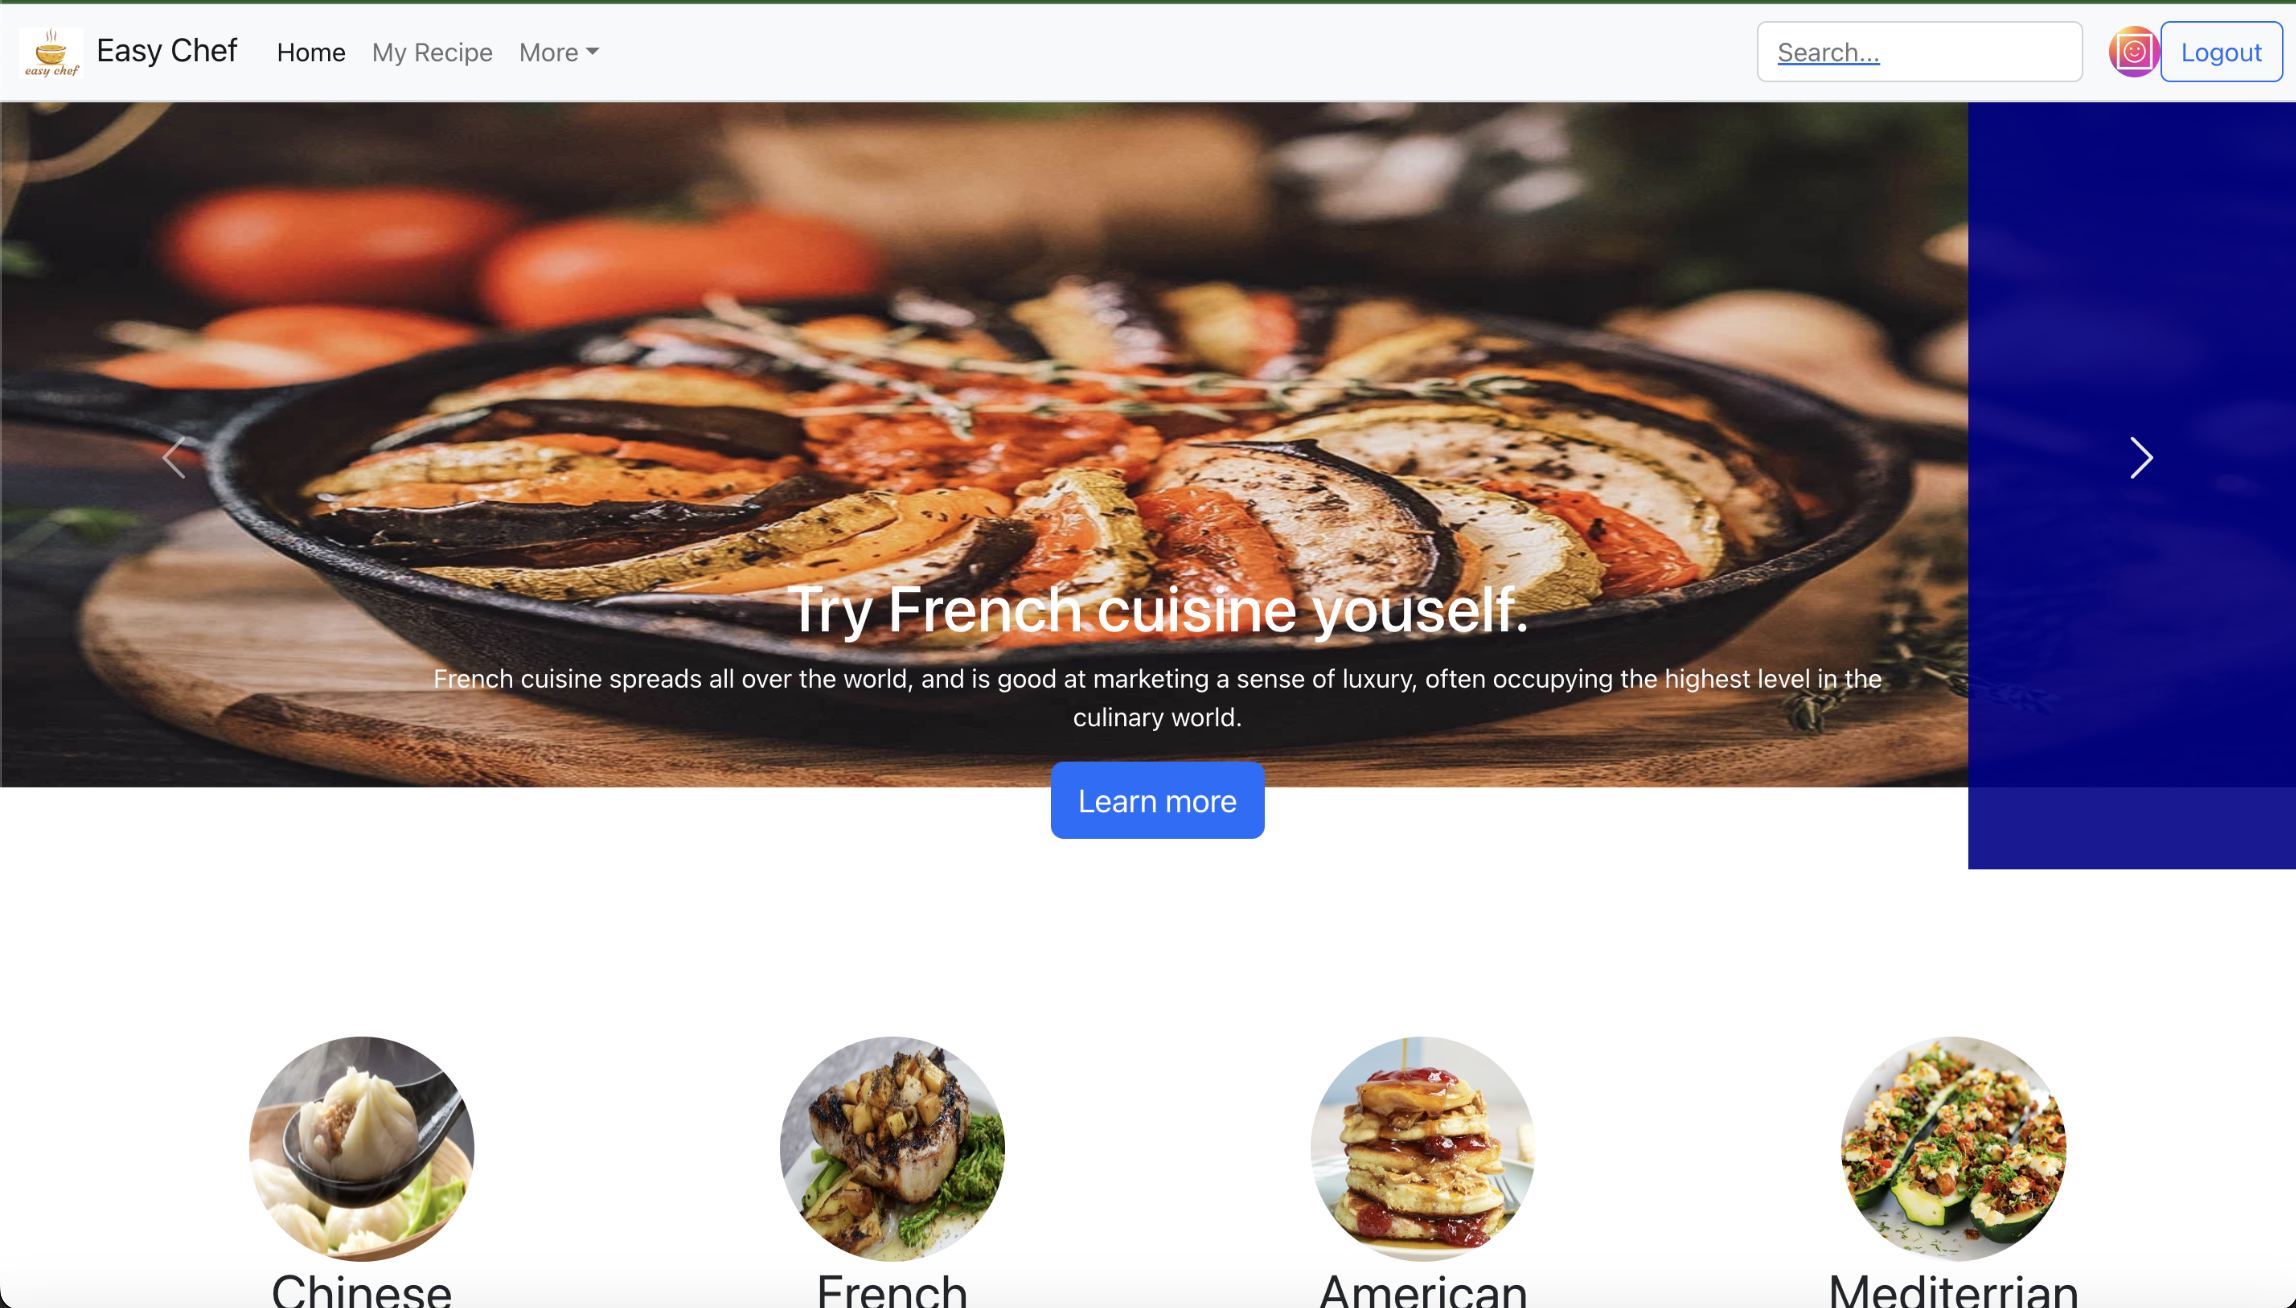 easy chef
Easy Chef
Home
My Recipe
More
Search...
Logout
Try French cuisine youself.
French cuisine spreads all over the world, and is good at marketing a sense of luxury, often occupying the highest level in the
culinary world.
Learn more
Chinese
French
American
Mediterrian